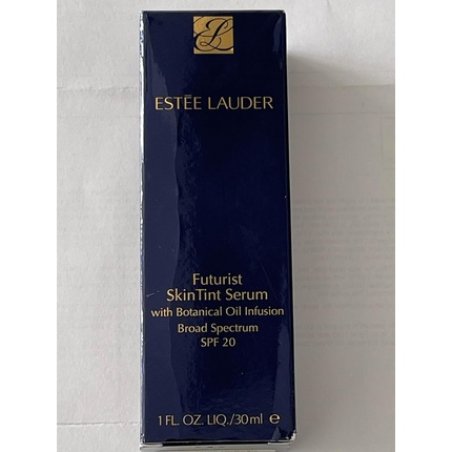 ESTĒE LAUDER
Futurist
SkinTint Serum
with Botanical Oil Infusion
Broad Spectrum
SPF 20
1 FL. OZ. LIQ./30ml ℮